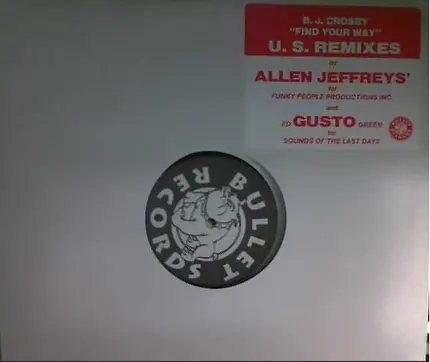 B. J. CROSBY
"FIND YOUR WAY"
U. S. REMIXES
by
ALLEN JEFFREYS'
for
FUNKY PEOPLE PRODUCTIONS INC.
and
ED GUSTO GREEN
for
SOUNDS OF THE LAST DAYS
BULLET RECORDS